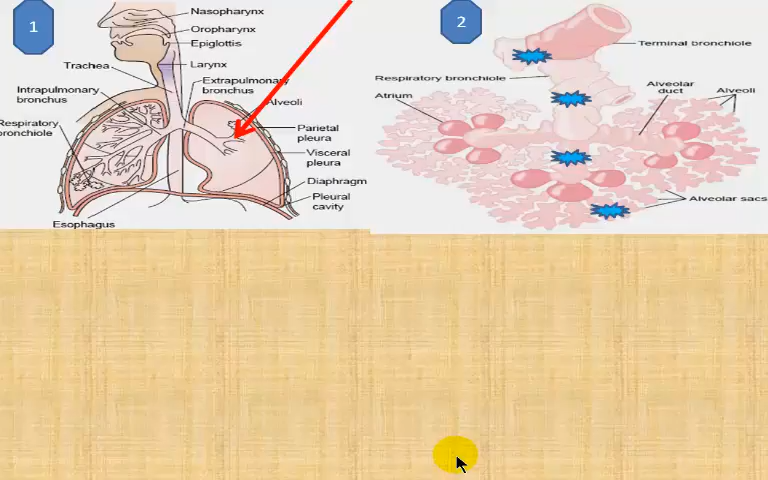 1
Nasopharynx
Oropharynx
Epiglottis
Larynx
Trachea
Extrapulmonary
bronchus
Intrapulmonary
bronchus
Alveoli
Respiratory
bronchiole
Parietal
pleura
Visceral
pleura
Diaphragm
Pleural
cavity
Esophagus
2
Terminal bronchiole
Respiratory bronchiole
Alveolar
duct
Alveoli
Atrium
Alveolar sacs